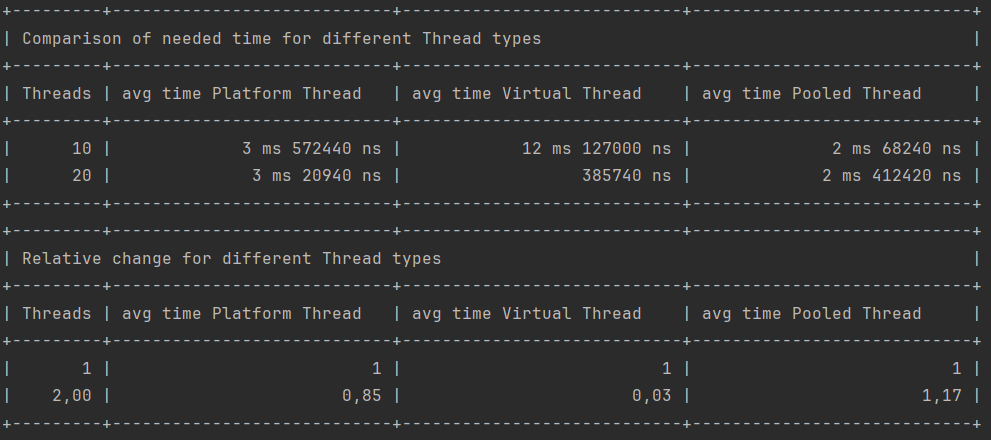 +---------+----------------------------+----------------------------+----------------------------+
| Comparison of needed time for different Thread types                                           |
+---------+----------------------------+----------------------------+----------------------------+
| Threads | avg time Platform Thread   | avg time Virtual Thread    | avg time Pooled Thread     |
+---------+----------------------------+----------------------------+----------------------------+
|      10 |             3 ms 572440 ns |            12 ms 127000 ns |              2 ms 68240 ns |
|      20 |              3 ms 20940 ns |                  385740 ns |             2 ms 412420 ns |
+---------+----------------------------+----------------------------+----------------------------+
+---------+----------------------------+----------------------------+----------------------------+
| Relative change for different Thread types                                                     |
+---------+----------------------------+----------------------------+----------------------------+
| Threads | avg time Platform Thread   | avg time Virtual Thread    | avg time Pooled Thread     |
+---------+----------------------------+----------------------------+----------------------------+
|       1 |                          1 |                          1 |                          1 |
|    2,00 |                       0,85 |                       0,03 |                       1,17 |
+---------+----------------------------+----------------------------+----------------------------+